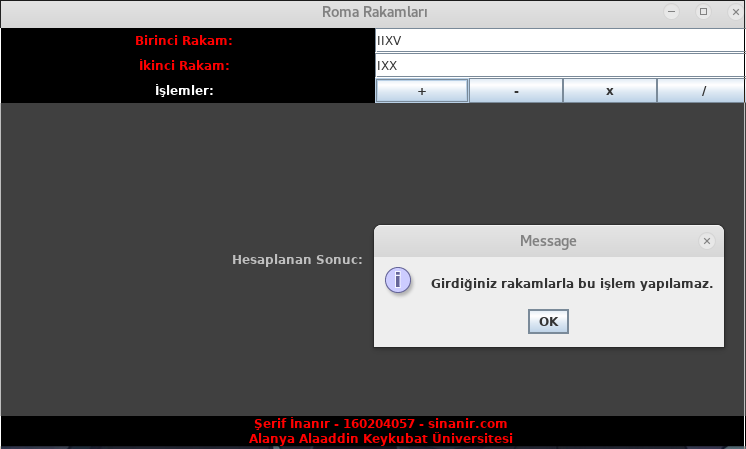 Roma Rakamları
Birinci Rakam:
IIXV
İkinci Rakam:
IXX
İşlemler:
+ - x /
Hesaplanan Sonuc:
Message
i
Girdiğiniz rakamlarla bu işlem yapılamaz.
OK
Şerif İnanır - 160204057 - sinanir.com
Alanya Alaaddin Keykubat Üniversitesi